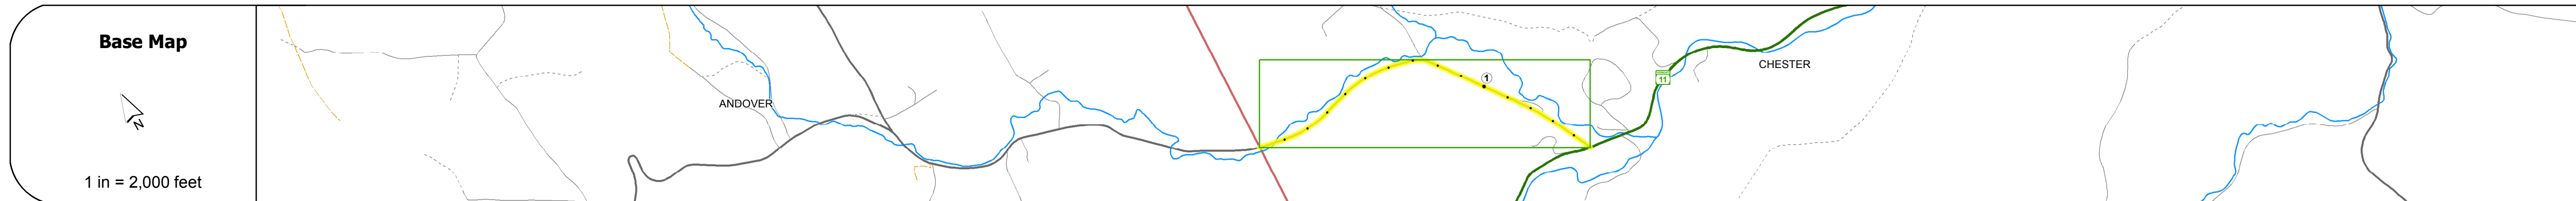 Base Map
N
1 in = 2,000 feet
ANDOVER
1
11
CHESTER